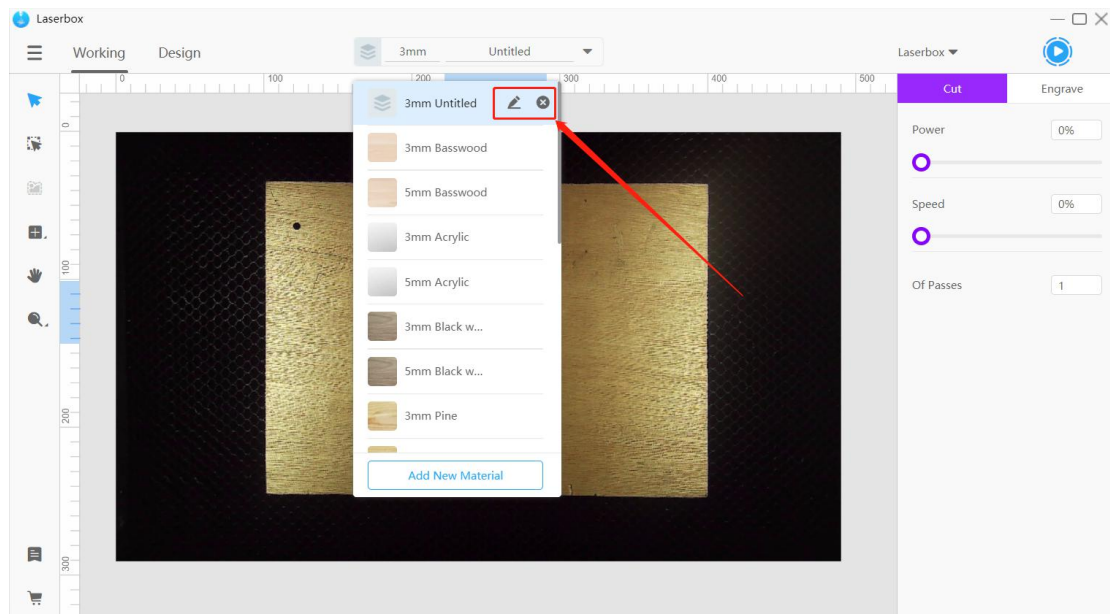 Laserbox
Working Design 3mm Untitled Laserbox
0 100 200 300 400 500
Cut Engrave
3mm Untitled
Power 0%
3mm Basswood
5mm Basswood
Speed 0%
3mm Acrylic
5mm Acrylic
Of Passes 1
3mm Black w...
5mm Black w...
3mm Pine
Add New Material
0
100
200
300